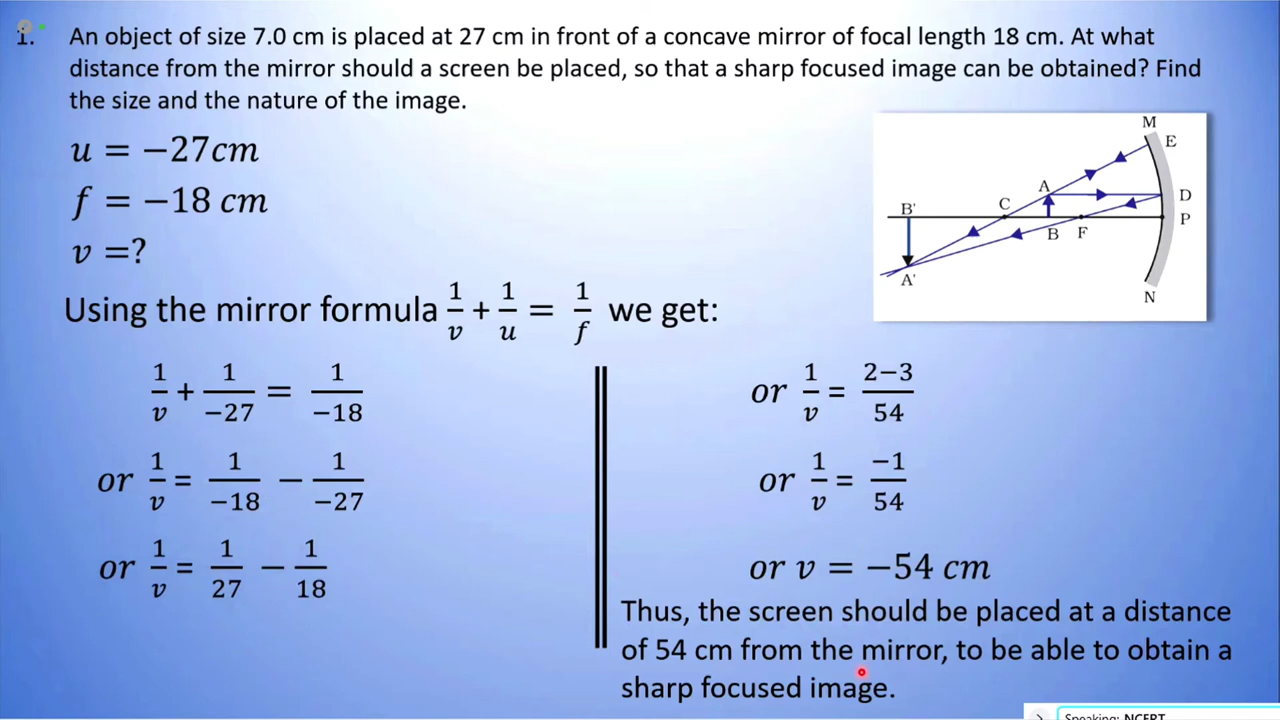 1. An object of size 7.0 cm is placed at 27 cm in front of a concave mirror of focal length 18 cm. At what
distance from the mirror should a screen be placed, so that a sharp focused image can be obtained? Find
the size and the nature of the image.
u = −27cm
f = −18 cm
v =?
Using the mirror formula 1/v + 1/u = 1/f we get:
1/v + 1/−27 = 1/−18
or 1/v = 1/−18 − 1/−27
or 1/v = 1/27 − 1/18
M
E
A
D
C
B'
P
B F
A'
N
or 1/v = 2−3/54
or 1/v = −1/54
or v = −54 cm
Thus, the screen should be placed at a distance
of 54 cm from the mirror, to be able to obtain a
sharp focused image.
Speaking: NCERT